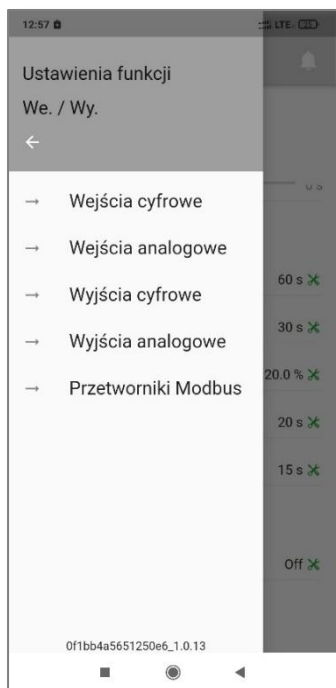 12:57 LTE
Ustawienia funkcji
We. / Wy.
Wejścia cyfrowe
Wejścia analogowe
60 s
Wyjścia cyfrowe
30 s
Wyjścia analogowe
20.0 %
Przetworniki Modbus
20 s
15 s
Off
0f1bb4a5651250e6_1.0.13